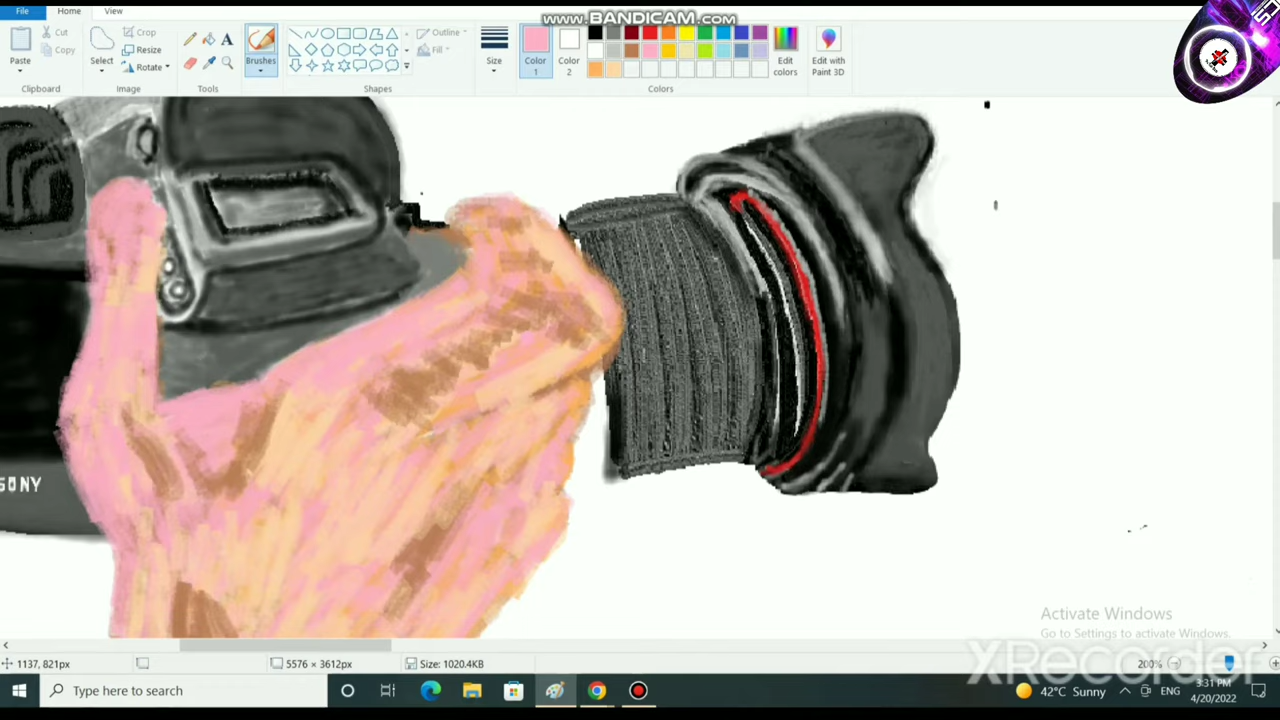 www.BANDICAM.com
File
Home
View
Cut
Crop
Copy
Resize
Paste
Select
Rotate
Brushes
Outline
Fill
Size
Color
1
Color
2
Edit
colors
Edit with
Paint 3D
Clipboard
Image
Tools
Shapes
Colors
SONY
Activate Windows
Go to Settings to activate Windows.
XRecorder
1137, 821px
5576 × 3612px
Size: 1020.4KB
200%
Type here to search
42°C Sunny
ENG
3:31 PM
4/20/2022